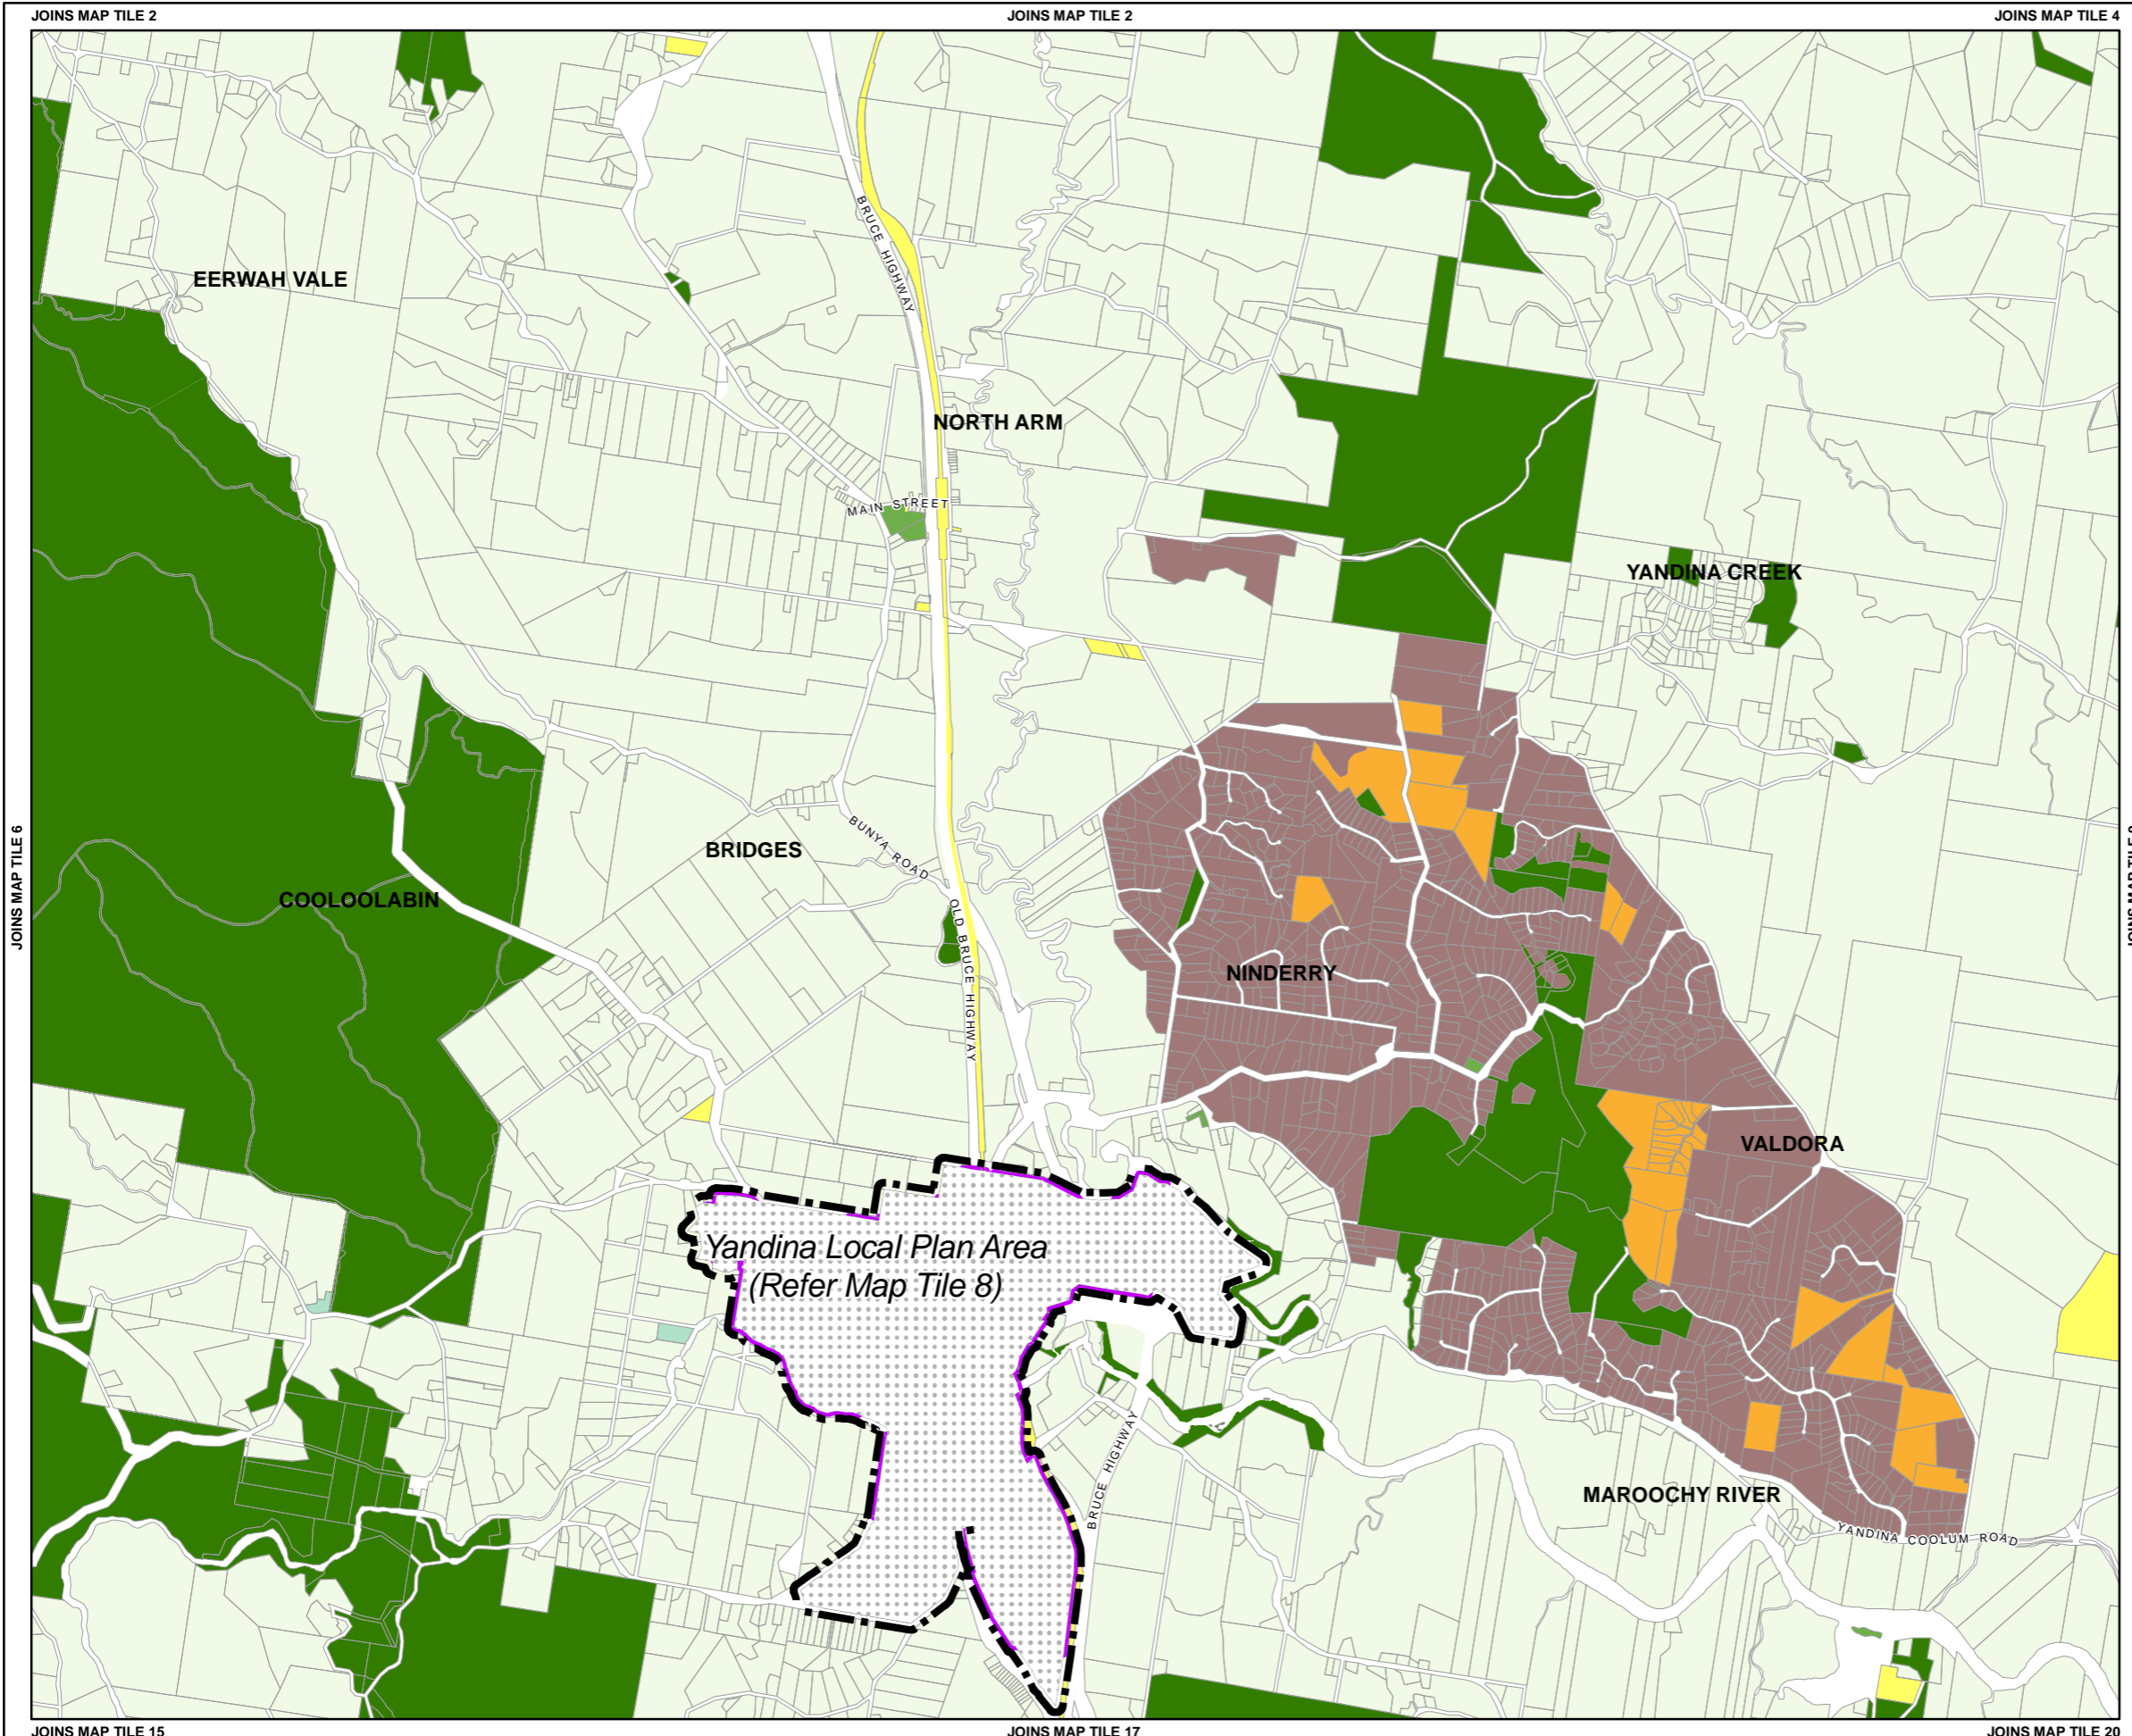 JOINS MAP TILE 2
JOINS MAP TILE 2
JOINS MAP TILE 4
BRUCE HIGHWAY
EERWAH VALE
NORTH ARM
MAIN STREET
YANDINA CREEK
JOINS MAP TILE 6
BUNYA ROAD
BRIDGES
COOLOOLABIN
OLD BRUCE HIGHWAY
NINDERRY
VALDORA
Yandina Local Plan Area
(Refer Map Tile 8)
BRUCE HIGHWAY
MAROOCHY RIVER
YANDINA COOLUM ROAD
JOINS MAP TILE 15
JOINS MAP TILE 17
JOINS MAP TILE 20